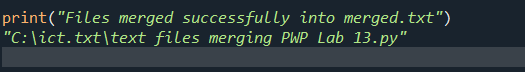 print("Files merged successfully into merged.txt")
"C:\ict.txt\text files merging PWP Lab 13.py"